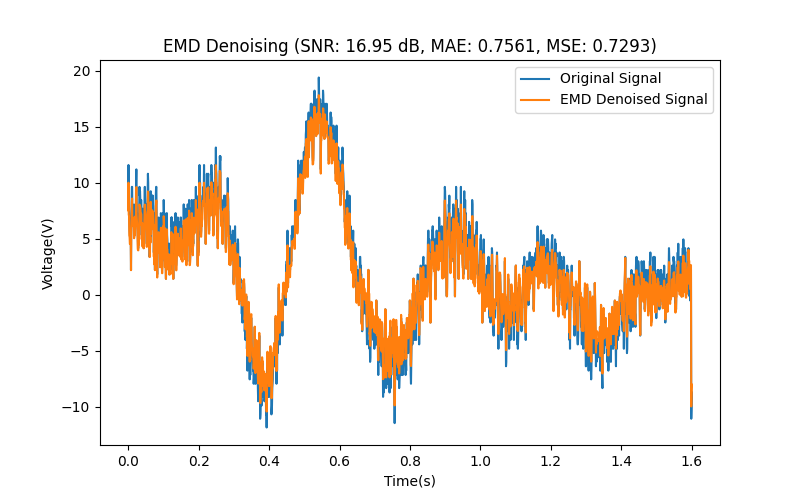 EMD Denoising (SNR: 16.95 dB, MAE: 0.7561, MSE: 0.7293)
Original Signal
EMD Denoised Signal
20
15
10
5
0
−5
−10
Voltage(V)
0.0 0.2 0.4 0.6 0.8 1.0 1.2 1.4 1.6
Time(s)